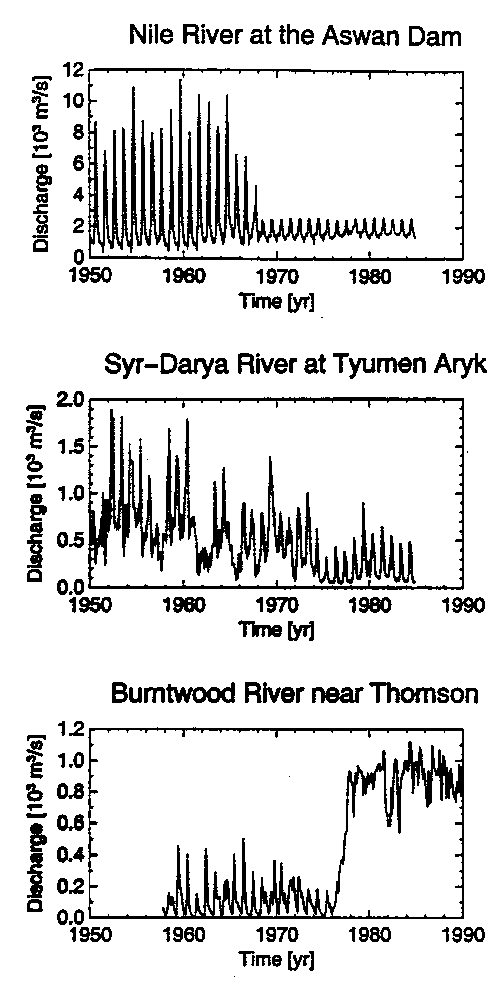 Nile River at the Aswan Dam
Discharge [10³ m³/s]
12
10
8
6
4
2
0
1950 1960 1970 1980 1990
Time [yr]
Syr-Darya River at Tyumen Aryk
Discharge [10³ m³/s]
2.0
1.5
1.0
0.5
0.0
1950 1960 1970 1980 1990
Time [yr]
Burntwood River near Thomson
Discharge [10³ m³/s]
1.2
1.0
0.8
0.6
0.4
0.2
0.0
1950 1960 1970 1980 1990
Time [yr]